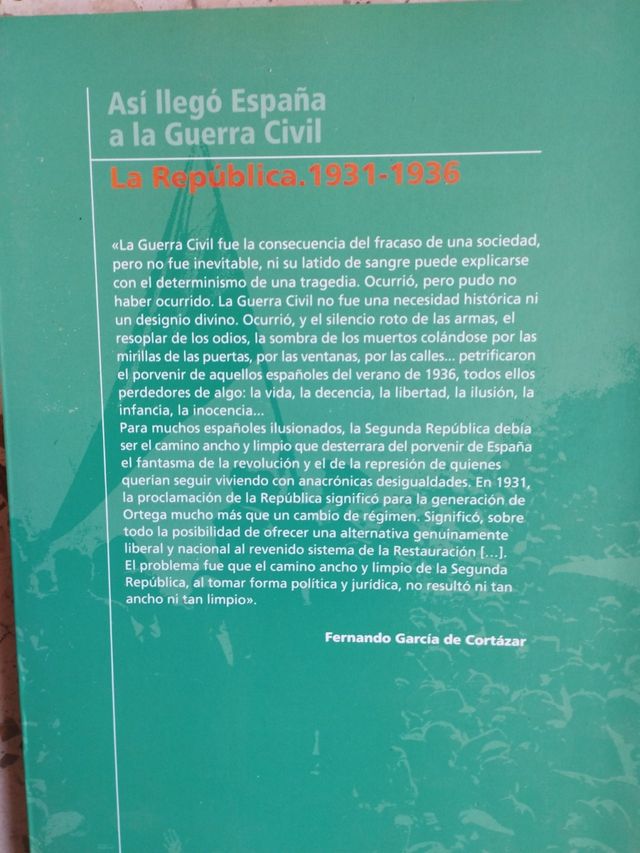 Así llegó España
a la Guerra Civil
La República.1931-1936
«La Guerra Civil fue la consecuencia del fracaso de una sociedad,
pero no fue inevitable, ni su latido de sangre puede explicarse
con el determinismo de una tragedia. Ocurrió, pero pudo no
haber ocurrido. La Guerra Civil no fue una necesidad histórica ni
un designio divino. Ocurrió, y el silencio roto de las armas, el
resoplar de los odios, la sombra de los muertos colándose por las
mirillas de las puertas, por las ventanas, por las calles... petrificaron
el porvenir de aquellos españoles del verano de 1936, todos ellos
perdedores de algo: la vida, la decencia, la libertad, la ilusión, la
infancia, la inocencia...
Para muchos españoles ilusionados, la Segunda República debía
ser el camino ancho y limpio que desterrara del porvenir de España
el fantasma de la revolución y el de la represión de quienes
querian seguir viviendo con anacrónicas desigualdades. En 1931,
la proclamación de la República significó para la generación de
Ortega mucho más que un cambio de régimen. Significó, sobre
todo la posibilidad de ofrecer una alternativa genuinamente
liberal y nacional al revenido sistema de la Restauración [...].
El problema fue que el camino ancho y limpio de la Segunda
República, al tomar forma política y jurídica, no resultó ni tan
ancho ni tan limpio».
Fernando García de Cortázar